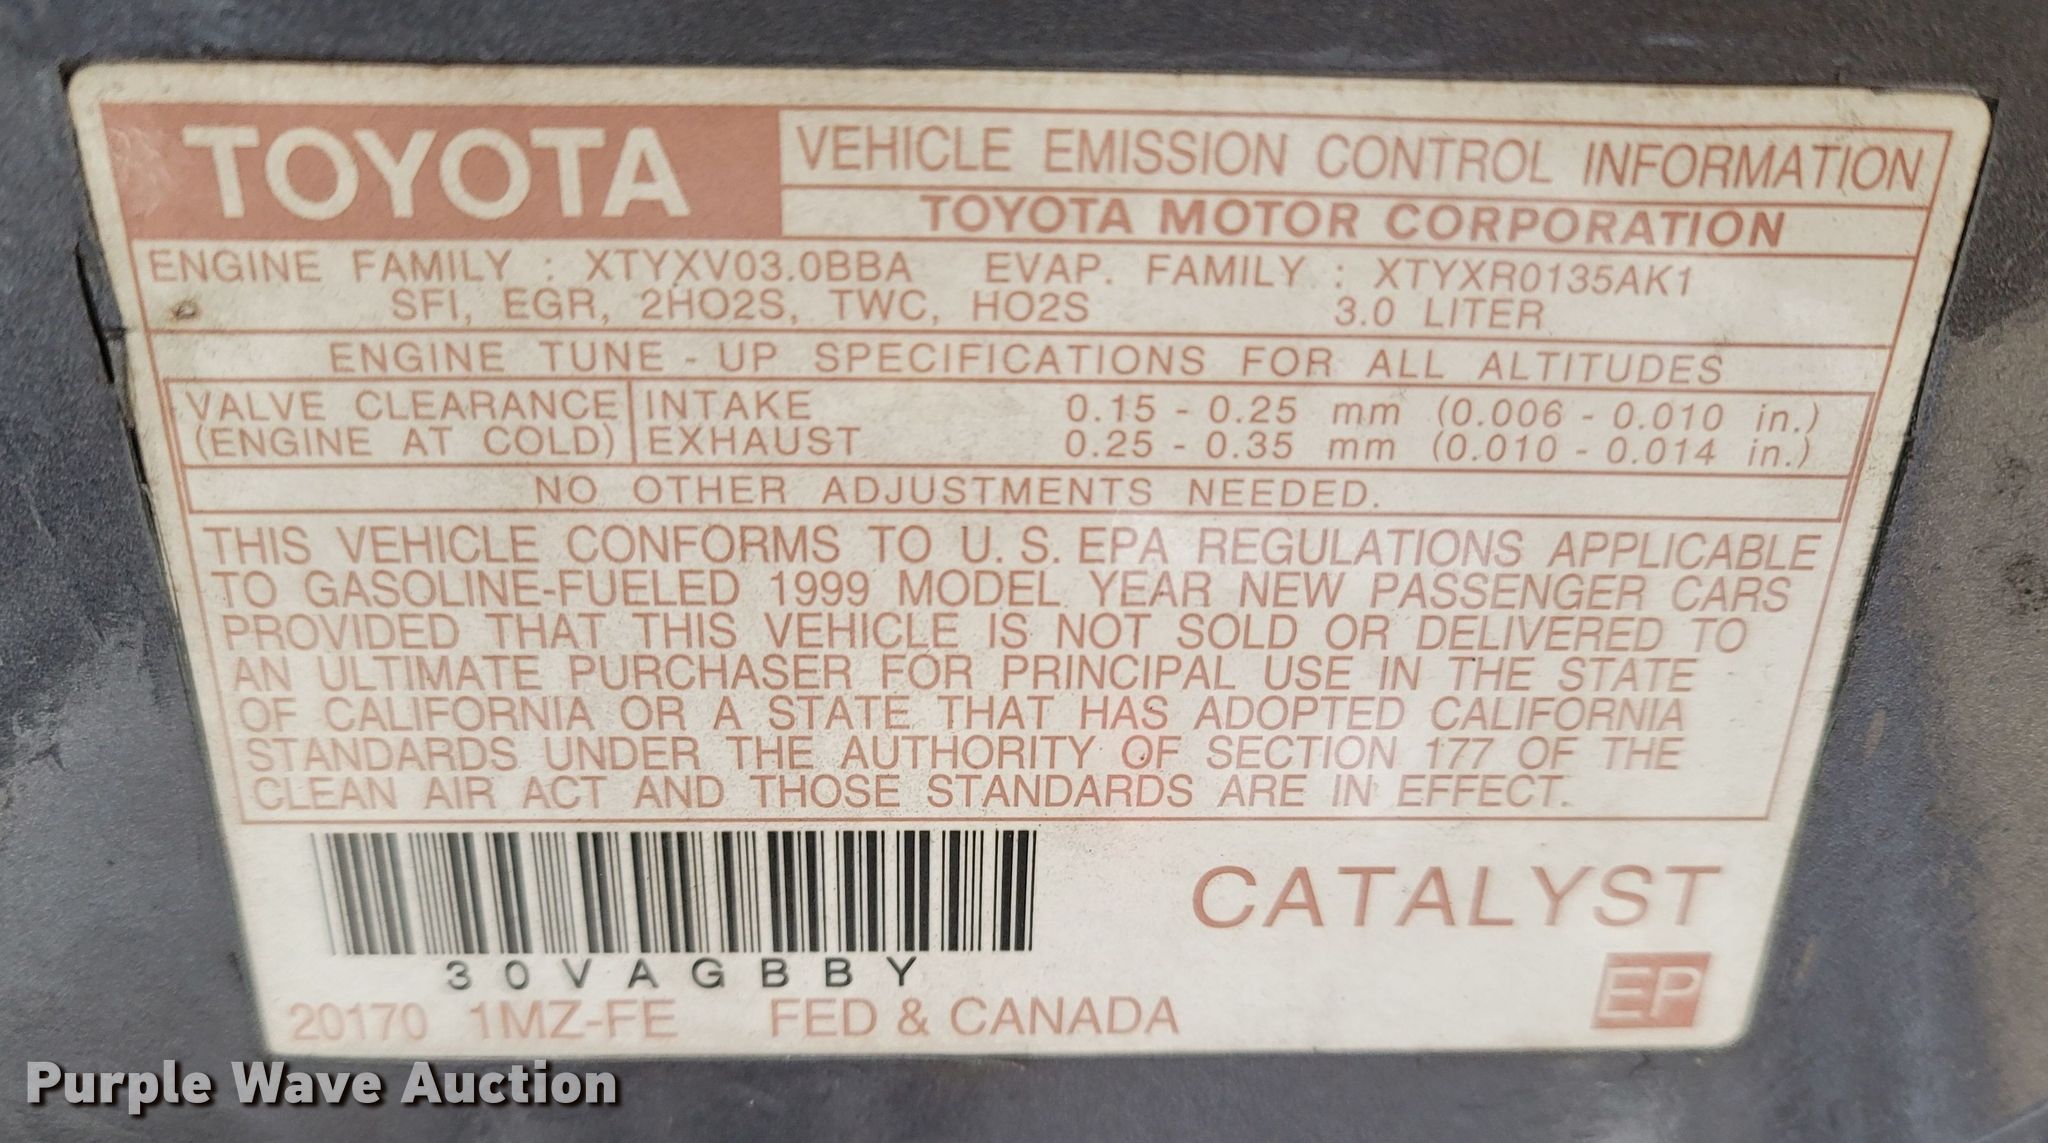 TOYOTA
VEHICLE EMISSION CONTROL INFORMATION
TOYOTA MOTOR CORPORATION
ENGINE FAMILY : XTYXV03.0BBA EVAP. FAMILY : XTYXR0135AK1
SFI, EGR, 2HO2S, TWC, HO2S 3.0 LITER
ENGINE TUNE - UP SPECIFICATIONS FOR ALL ALTITUDES
VALVE CLEARANCE INTAKE 0.15 - 0.25 mm (0.006 - 0.010 in.)
(ENGINE AT COLD) EXHAUST 0.25 - 0.35 mm (0.010 - 0.014 in.)
NO OTHER ADJUSTMENTS NEEDED.
THIS VEHICLE CONFORMS TO U. S. EPA REGULATIONS APPLICABLE
TO GASOLINE-FUELED 1999 MODEL YEAR NEW PASSENGER CARS
PROVIDED THAT THIS VEHICLE IS NOT SOLD OR DELIVERED TO
AN ULTIMATE PURCHASER FOR PRINCIPAL USE IN THE STATE
OF CALIFORNIA OR A STATE THAT HAS ADOPTED CALIFORNIA
STANDARDS UNDER THE AUTHORITY OF SECTION 177 OF THE
CLEAN AIR ACT AND THOSE STANDARDS ARE IN EFFECT.
30VAGBBY
CATALYST
EP
20170 1MZ-FE FED & CANADA
Purple Wave Auction